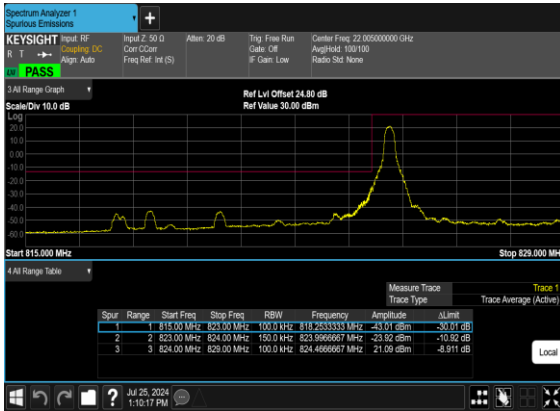 Spectrum Analyzer 1
Spurious Emissions
+
KEYSIGHT Input: RF Input Z: 50 Ω Atten: 20 dB Trig: Free Run Center Freq: 22.005000000 GHz
R T Coupling: DC Corr CCorr Gate: Off Avg|Hold: 100/100
Align: Auto Freq Ref: Int (S) IF Gain: Low Radio Std: None
PASS
3 All Range Graph
Ref Lvl Offset 24.80 dB
Scale/Div 10.0 dB Ref Value 30.00 dBm
Log
20.0
10.0
0.00
-10.0
-20.0
-30.0
-40.0
-50.0
-60.0
Start 815.000 MHz Stop 829.000 MH
4 All Range Table
Measure Trace Trace 1
Trace Type Trace Average (Active)
Spur Range Start Freq Stop Freq RBW Frequency Amplitude ΔLimit
1 1 815.00 MHz 823.00 MHz 100.0 kHz 818.2533333 MHz -43.01 dBm -30.01 dB
2 2 823.00 MHz 824.00 MHz 150.0 kHz 823.9966667 MHz -23.92 dBm -10.92 dB
3 3 824.00 MHz 829.00 MHz 100.0 kHz 824.4666667 MHz 21.09 dBm -8.911 dB
Local
? Jul 25, 2024
1:10:17 PM